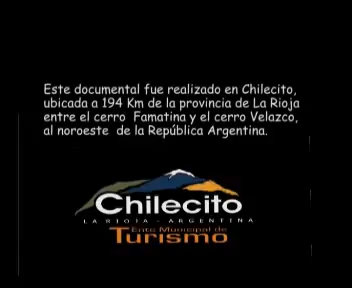 Este documental fue realizado en Chilecito,
ubicada a 194 Km de la provincia de La Rioja
entre el cerro Famatina y el cerro Velazco,
al noroeste de la República Argentina.
Chilecito
LA RIOJA - ARGENTINA
Ente Municipal de
Turismo